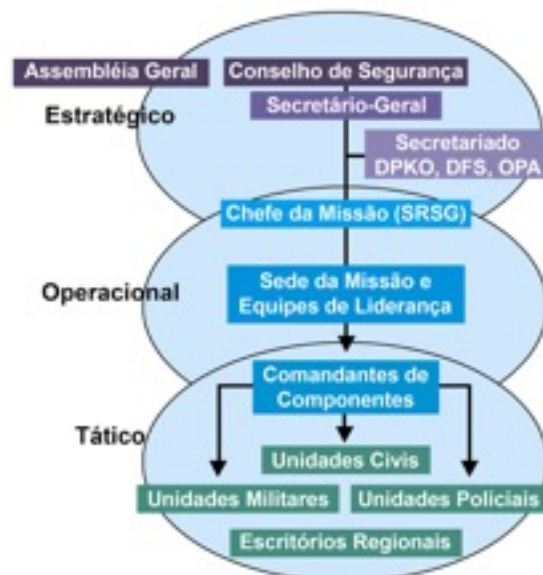 Assembléia Geral
Conselho de Segurança
Estratégico
Secretário-Geral
Secretariado
DPKO, DFS, OPA
Chefe da Missão (SRSG)
Operacional
Sede da Missão e
Equipes de Liderança
Comandantes de
Componentes
Tático
Unidades Civis
Unidades Militares
Unidades Policiais
Escritórios Regionais